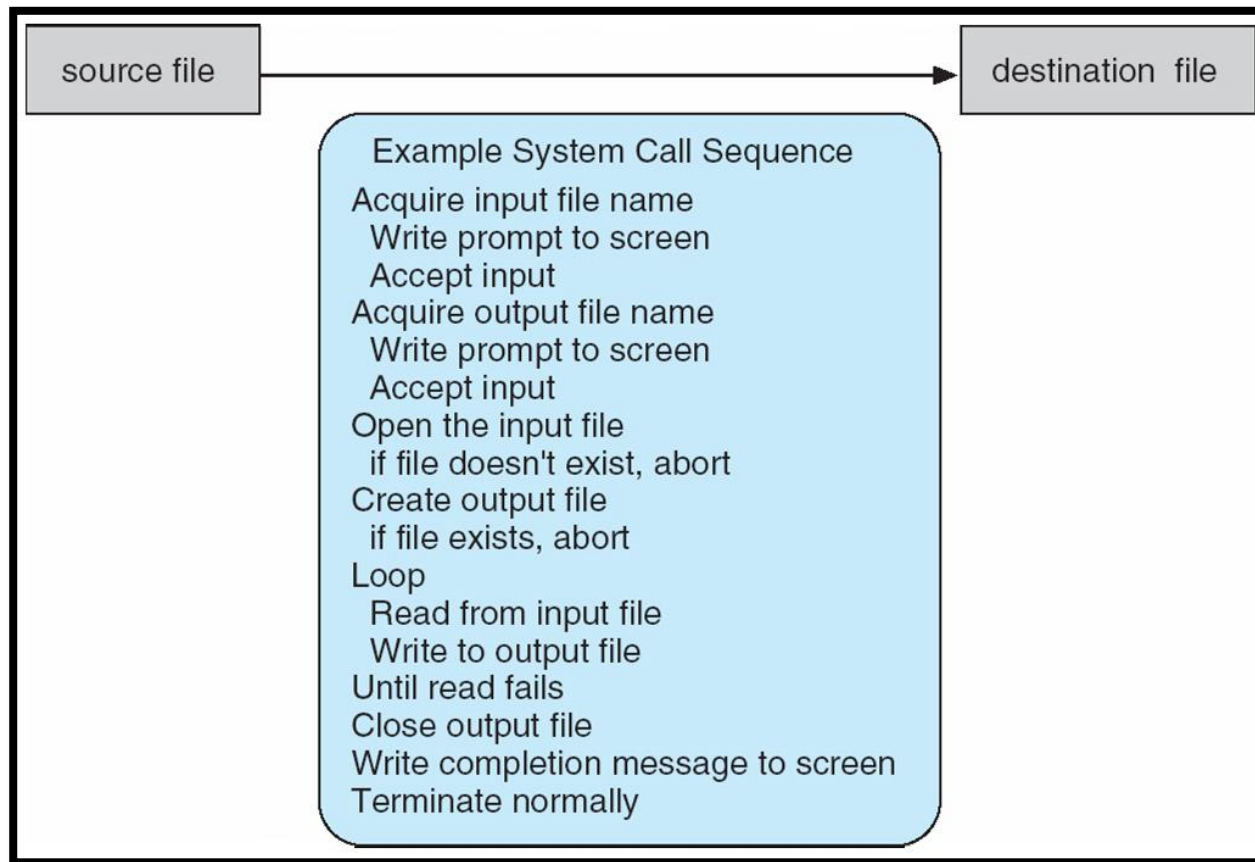 source file
destination file
Example System Call Sequence
Acquire input file name
Write prompt to screen
Accept input
Acquire output file name
Write prompt to screen
Accept input
Open the input file
if file doesn't exist, abort
Create output file
if file exists, abort
Loop
Read from input file
Write to output file
Until read fails
Close output file
Write completion message to screen
Terminate normally